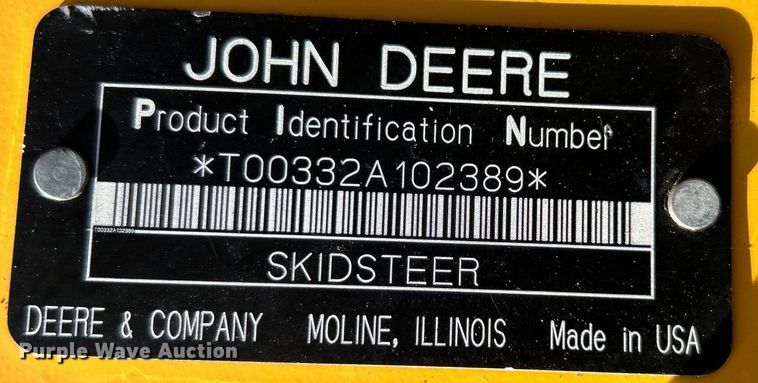 JOHN DEERE
Product Identification Number
*T00332A102389*
T00332A102389
SKIDSTEER
DEERE & COMPANY MOLINE, ILLINOIS Made in USA
Purple Wave Auction